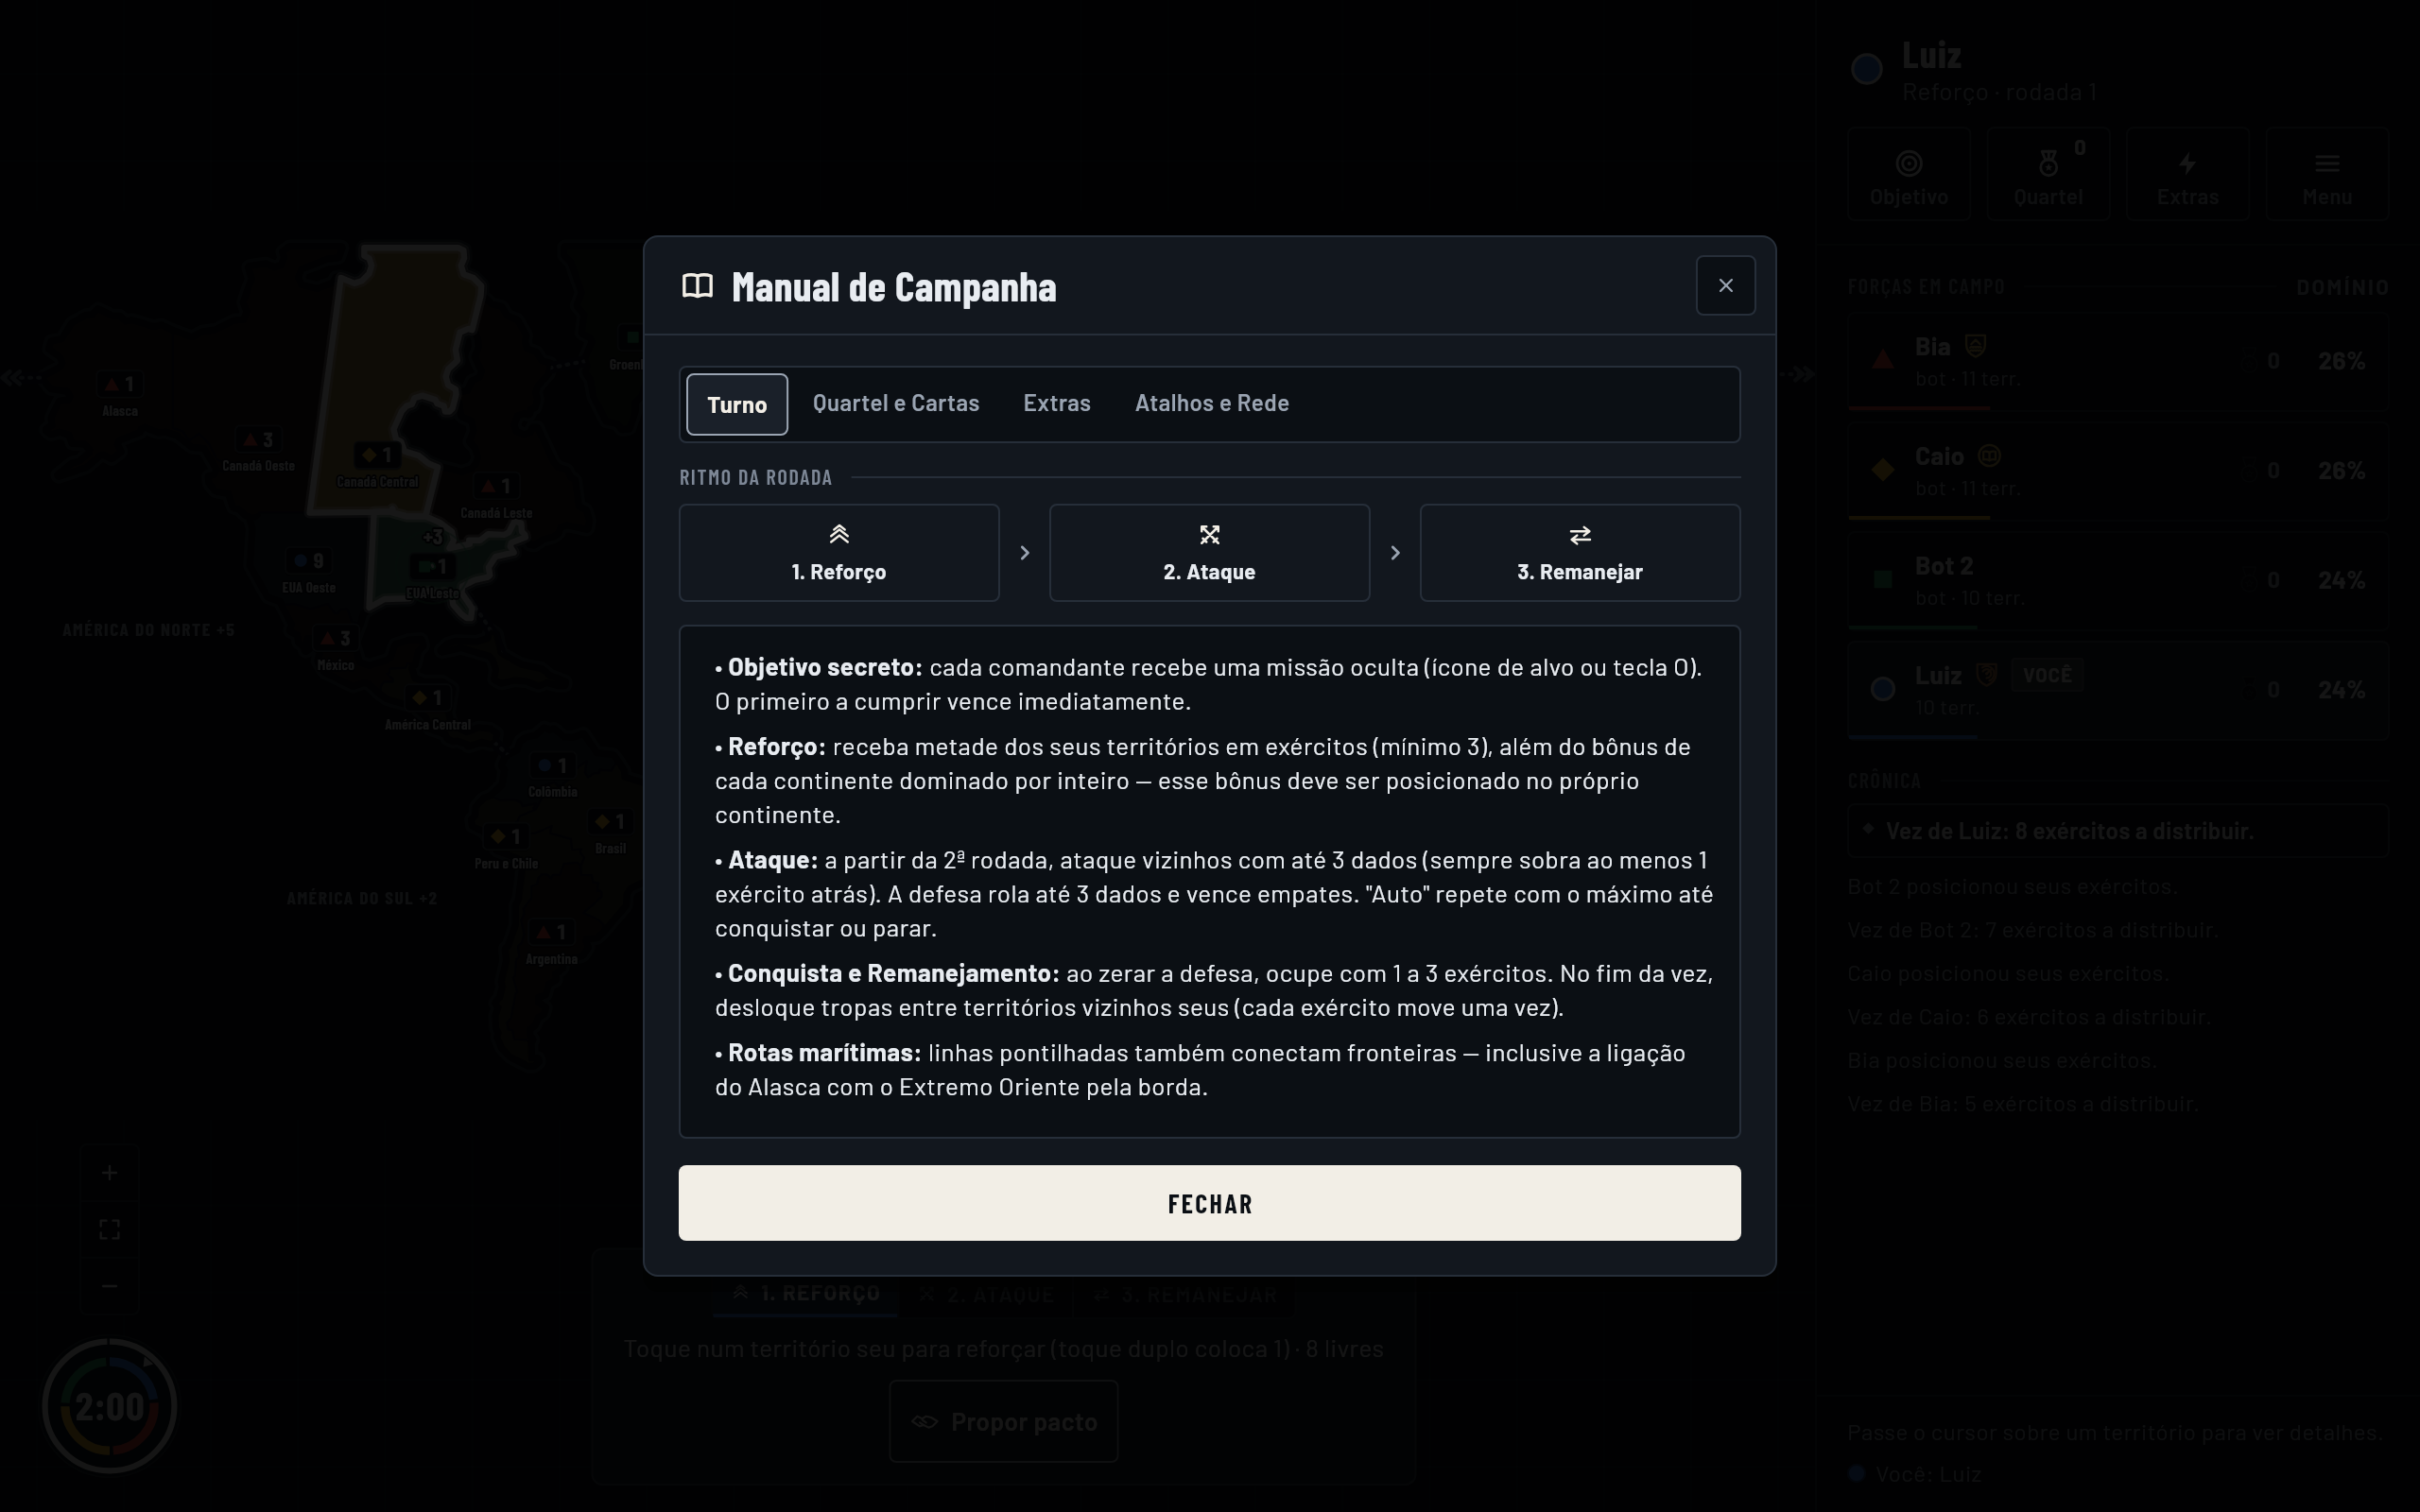 Luiz
Reforço · rodada 1
Objetivo
0
Quartel
Extras
Menu
FORÇAS EM CAMPO
DOMÍNIO
Bia
bot · 11 terr.
0
26%
Caio
bot · 11 terr.
0
26%
Bot 2
bot · 10 terr.
0
24%
Luiz
VOCÊ
10 terr.
0
24%
CRÔNICA
Vez de Luiz: 8 exércitos a distribuir.
Bot 2 posicionou seus exércitos.
Vez de Bot 2: 7 exércitos a distribuir.
Caio posicionou seus exércitos.
Vez de Caio: 6 exércitos a distribuir.
Bia posicionou seus exércitos.
Vez de Bia: 5 exércitos a distribuir.
Passe o cursor sobre um território para ver detalhes.
Você: Luiz
Manual de Campanha
Turno
Quartel e Cartas
Extras
Atalhos e Rede
RITMO DA RODADA
1. Reforço
2. Ataque
3. Remanejar
• Objetivo secreto: cada comandante recebe uma missão oculta (ícone de alvo ou tecla O).
O primeiro a cumprir vence imediatamente.
• Reforço: receba metade dos seus territórios em exércitos (mínimo 3), além do bônus de
cada continente dominado por inteiro — esse bônus deve ser posicionado no próprio
continente.
• Ataque: a partir da 2ª rodada, ataque vizinhos com até 3 dados (sempre sobra ao menos 1
exército atrás). A defesa rola até 3 dados e vence empates. "Auto" repete com o máximo até
conquistar ou parar.
• Conquista e Remanejamento: ao zerar a defesa, ocupe com 1 a 3 exércitos. No fim da vez,
desloque tropas entre territórios vizinhos seus (cada exército move uma vez).
• Rotas marítimas: linhas pontilhadas também conectam fronteiras — inclusive a ligação
do Alasca com o Extremo Oriente pela borda.
FECHAR
1
Alasca
3
Canadá Oeste
1
Canadá Central
1
Canadá Leste
9
EUA Oeste
+3
1
EUA Leste
AMÉRICA DO NORTE +5
3
México
1
América Central
1
Colômbia
1
Peru e Chile
1
Brasil
AMÉRICA DO SUL +2
1
Argentina
2:00
1. REFORÇO
2. ATAQUE
3. REMANEJAR
Toque num território seu para reforçar (toque duplo coloca 1) · 8 livres
Propor pacto